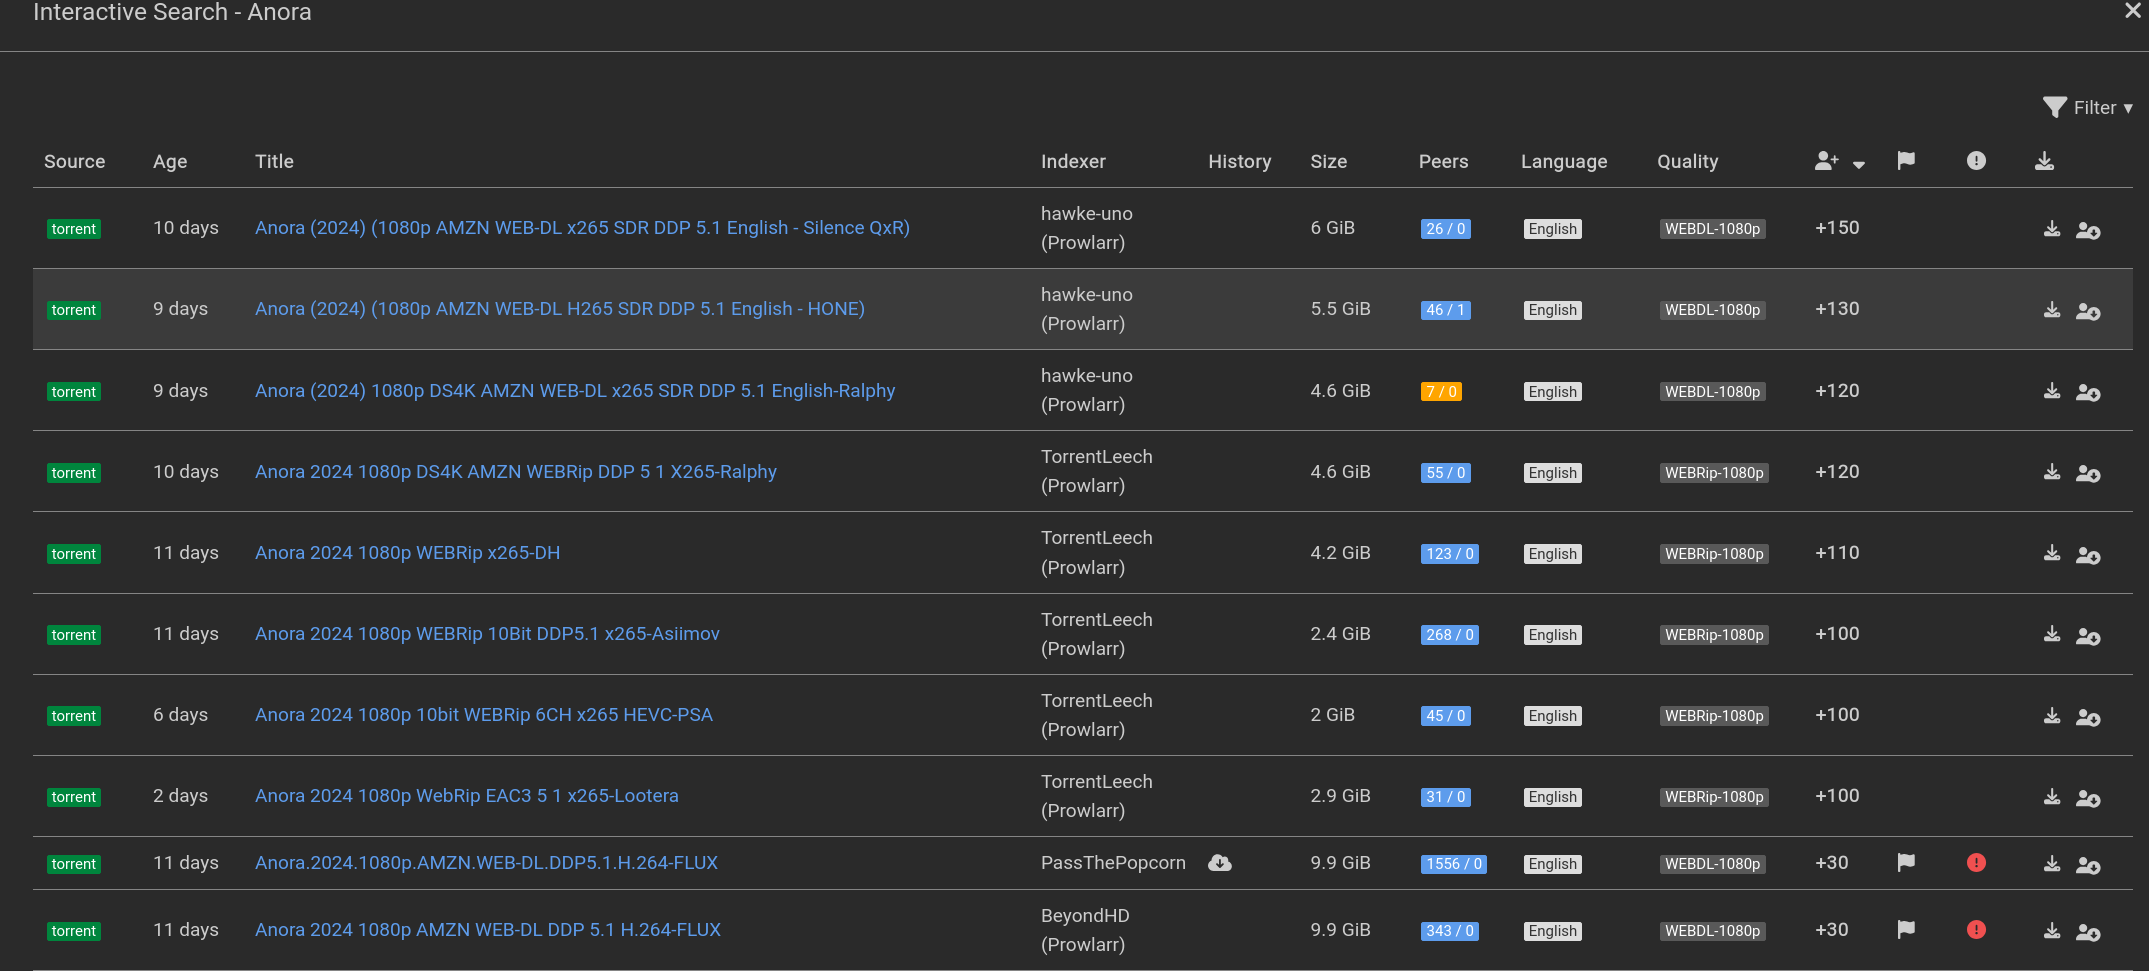 Interactive Search - Anora
Filter
Source Age Title Indexer History Size Peers Language Quality
torrent 10 days Anora (2024) (1080p AMZN WEB-DL x265 SDR DDP 5.1 English - Silence QxR) hawke-uno (Prowlarr) 6 GiB 26 / 0 English WEBDL-1080p +150
torrent 9 days Anora (2024) (1080p AMZN WEB-DL H265 SDR DDP 5.1 English - HONE) hawke-uno (Prowlarr) 5.5 GiB 46 / 1 English WEBDL-1080p +130
torrent 9 days Anora (2024) 1080p DS4K AMZN WEB-DL x265 SDR DDP 5.1 English-Ralphy hawke-uno (Prowlarr) 4.6 GiB 7 / 0 English WEBDL-1080p +120
torrent 10 days Anora 2024 1080p DS4K AMZN WEBRip DDP 5 1 X265-Ralphy TorrentLeech (Prowlarr) 4.6 GiB 55 / 0 English WEBRip-1080p +120
torrent 11 days Anora 2024 1080p WEBRip x265-DH TorrentLeech (Prowlarr) 4.2 GiB 123 / 0 English WEBRip-1080p +110
torrent 11 days Anora 2024 1080p WEBRip 10Bit DDP5.1 x265-Asiimov TorrentLeech (Prowlarr) 2.4 GiB 268 / 0 English WEBRip-1080p +100
torrent 6 days Anora 2024 1080p 10bit WEBRip 6CH x265 HEVC-PSA TorrentLeech (Prowlarr) 2 GiB 45 / 0 English WEBRip-1080p +100
torrent 2 days Anora 2024 1080p WebRip EAC3 5 1 x265-Lootera TorrentLeech (Prowlarr) 2.9 GiB 31 / 0 English WEBRip-1080p +100
torrent 11 days Anora.2024.1080p.AMZN.WEB-DL.DDP5.1.H.264-FLUX PassThePopcorn 9.9 GiB 1556 / 0 English WEBDL-1080p +30
torrent 11 days Anora 2024 1080p AMZN WEB-DL DDP 5.1 H.264-FLUX BeyondHD (Prowlarr) 9.9 GiB 343 / 0 English WEBDL-1080p +30